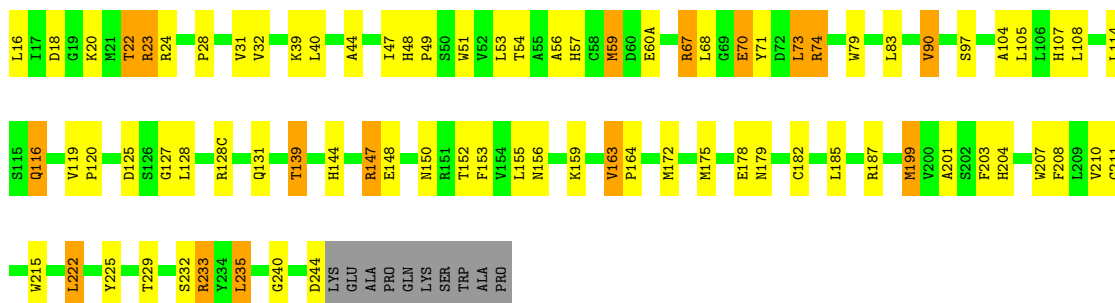 L16 I17 D18 G19 K20 M21 T22 R23 R24 P28 V31 V32 K39 L40 A44 I47 H48 P49 S50 W51 V52 L53 T54 A55 A56 H57 C58 M59 D60 E60A R67 L68 G69 E70 Y71 D72 L73 R74 W79 L83 V90 S97 A104 L105 L106 H107 L108 L114
S115 Q116 V119 P120 D125 S126 G127 L128 R128C Q131 T139 H144 R147 E148 N150 R151 T152 P153 V154 L155 N156 K159 V163 P164 M172 M175 E178 N179 C182 L185 R187 M199 V200 A201 S202 F203 H204 W207 F208 L209 V210 G211
W215 L222 Y225 T229 S232 R233 Y234 L235 G240 D244 LYS GLU ALA PRO GLN LYS SER TRP ALA PRO